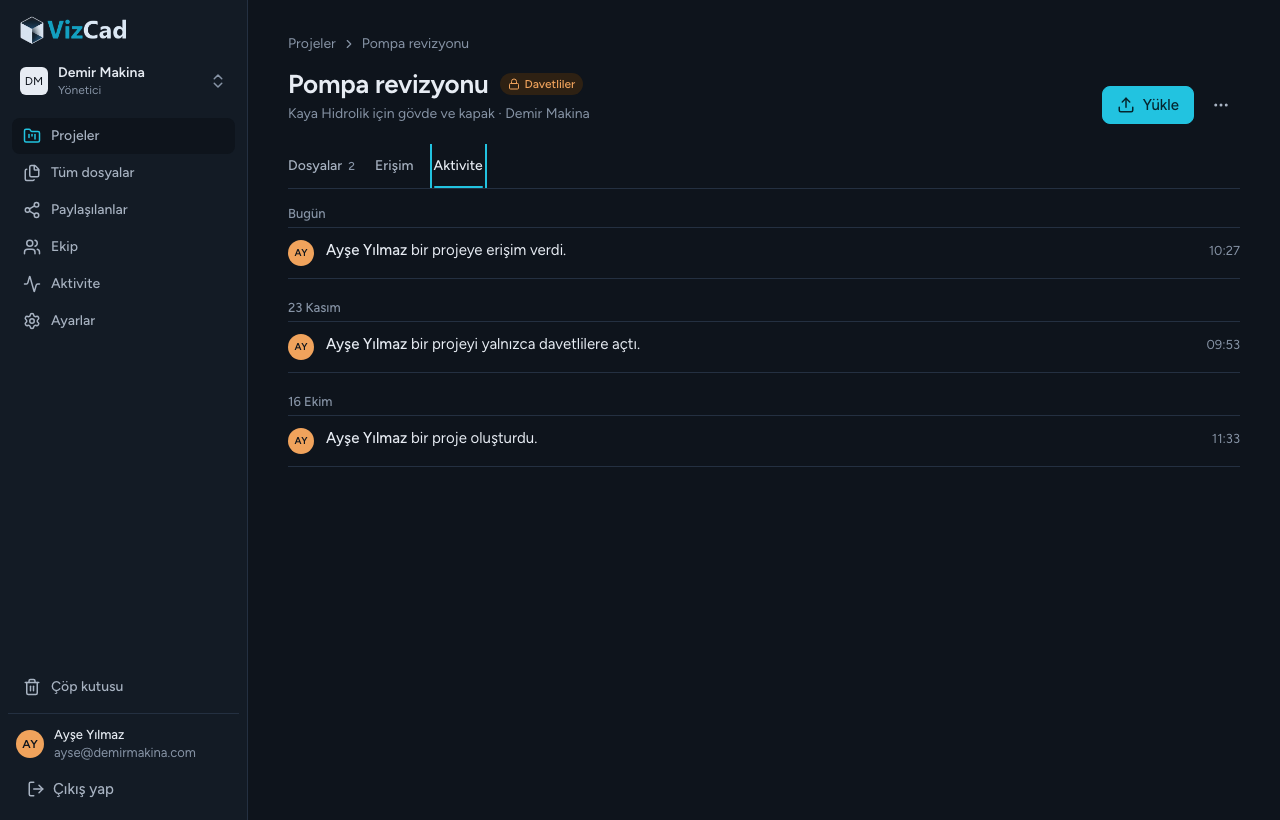 VizCad
DM
Demir Makina
Yönetici
Projeler
Tüm dosyalar
Paylaşılanlar
Ekip
Aktivite
Ayarlar
Çöp kutusu
AY
Ayşe Yılmaz
ayse@demirmakina.com
Çıkış yap
Projeler
Pompa revizyonu
Pompa revizyonu
Davetliler
Kaya Hidrolik için gövde ve kapak · Demir Makina
Yükle
Dosyalar 2
Erişim
Aktivite
Bugün
AY
Ayşe Yılmaz bir projeye erişim verdi.
10:27
23 Kasım
AY
Ayşe Yılmaz bir projeyi yalnızca davetlilere açtı.
09:53
16 Ekim
AY
Ayşe Yılmaz bir proje oluşturdu.
11:33